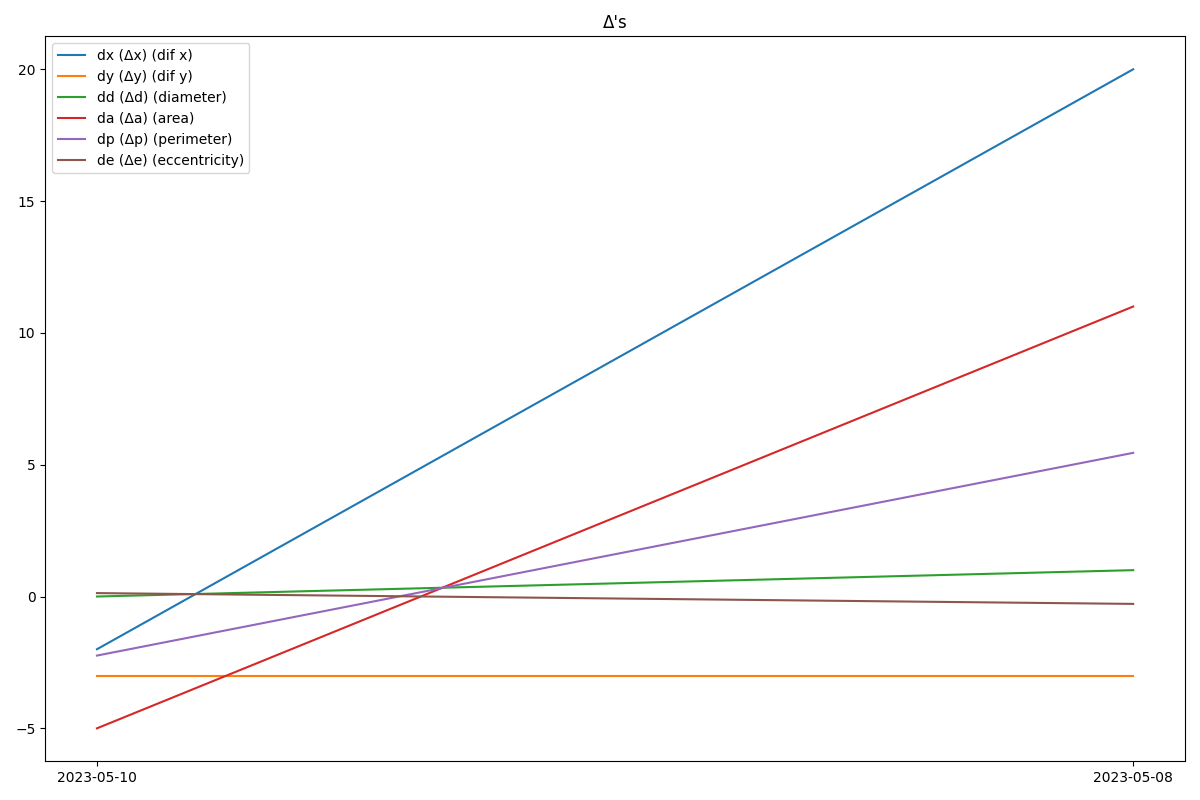 Δ's
dx (Δx) (dif x)
dy (Δy) (dif y)
dd (Δd) (diameter)
da (Δa) (area)
dp (Δp) (perimeter)
de (Δe) (eccentricity)
20
15
10
5
0
−5
2023-05-10
2023-05-08